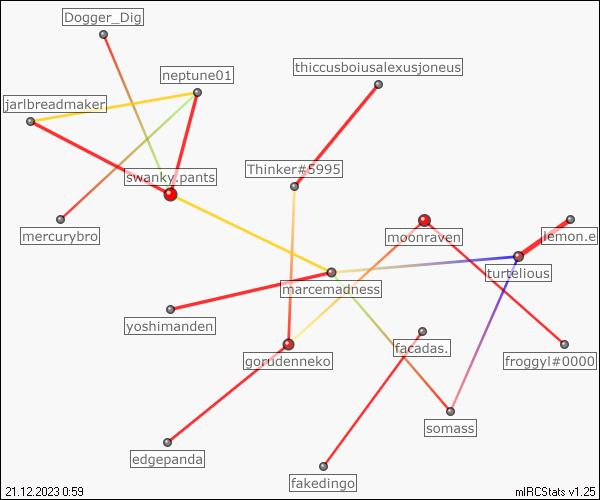 Dogger_Dig
thiccusboiusalexusjoneus
neptune01
jarlbreadmaker
Thinker#5995
swanky.pants
mercurybro
moonraven
lemon.e
turtelious
marcemadness
yoshimanden
facadas.
gorudenneko
froggyl#0000
somass
edgepanda
fakedingo
21.12.2023 0:59
mIRCStats v1.25